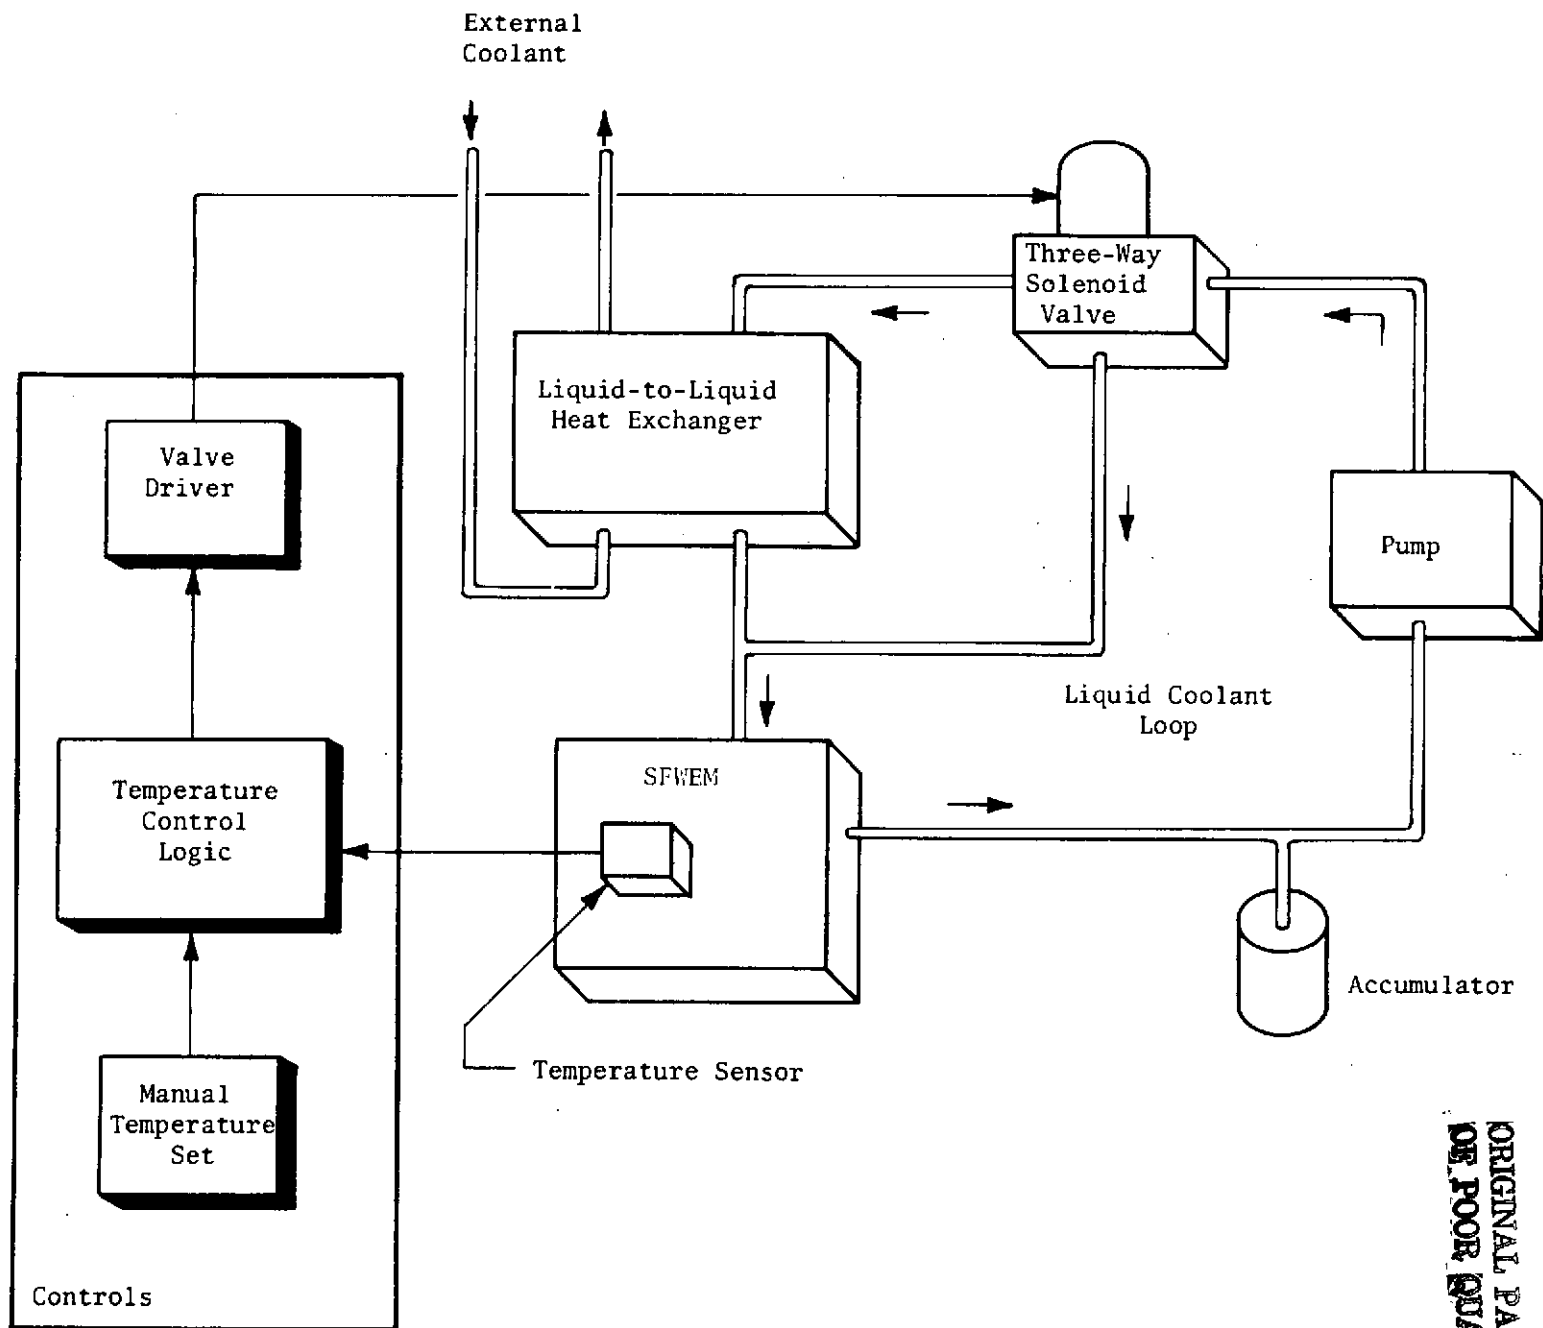 External
Coolant
Three-Way
Solenoid
Valve
Liquid-to-Liquid
Heat Exchanger
Valve
Driver
Pump
Liquid Coolant
Loop
SFWEM
Temperature
Control
Logic
Accumulator
Temperature Sensor
Manual
Temperature
Set
Controls
ORIGINAL PA
OF POOR QUA